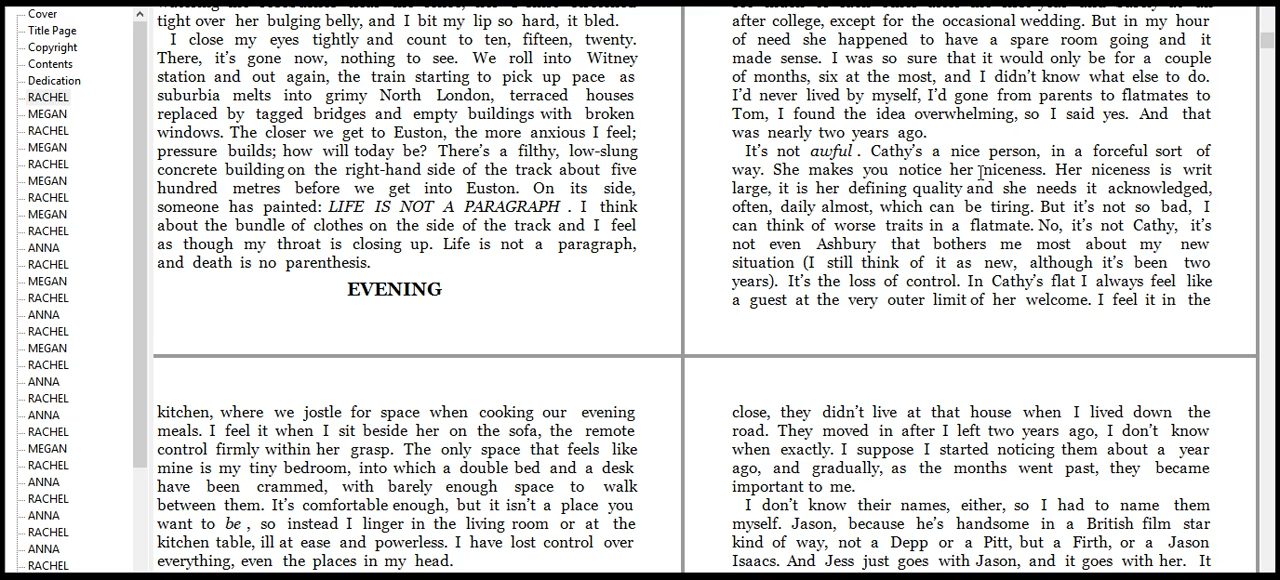 Cover
Title Page
Copyright
Contents
Dedication
RACHEL
MEGAN
RACHEL
MEGAN
RACHEL
MEGAN
RACHEL
MEGAN
RACHEL
ANNA
RACHEL
MEGAN
RACHEL
ANNA
RACHEL
MEGAN
RACHEL
ANNA
RACHEL
ANNA
RACHEL
MEGAN
RACHEL
ANNA
RACHEL
ANNA
RACHEL
ANNA
RACHEL
tight over her bulging belly, and I bit my lip so hard, it bled.
I close my eyes tightly and count to ten, fifteen, twenty.
There, it's gone now, nothing to see. We roll into Witney
station and out again, the train starting to pick up pace as
suburbia melts into grimy North London, terraced houses
replaced by tagged bridges and empty buildings with broken
windows. The closer we get to Euston, the more anxious I feel;
pressure builds; how will today be? There's a filthy, low-slung
concrete building on the right-hand side of the track about five
hundred metres before we get into Euston. On its side,
someone has painted: LIFE IS NOT A PARAGRAPH . I think
about the bundle of clothes on the side of the track and I feel
as though my throat is closing up. Life is not a paragraph,
and death is no parenthesis.
EVENING
after college, except for the occasional wedding. But in my hour
of need she happened to have a spare room going and it
made sense. I was so sure that it would only be for a couple
of months, six at the most, and I didn't know what else to do.
I'd never lived by myself, I'd gone from parents to flatmates to
Tom, I found the idea overwhelming, so I said yes. And that
was nearly two years ago.
It's not awful . Cathy's a nice person, in a forceful sort of
way. She makes you notice her niceness. Her niceness is writ
large, it is her defining quality and she needs it acknowledged,
often, daily almost, which can be tiring. But it's not so bad, I
can think of worse traits in a flatmate. No, it's not Cathy, it's
not even Ashbury that bothers me most about my new
situation (I still think of it as new, although it's been two
years). It's the loss of control. In Cathy's flat I always feel like
a guest at the very outer limit of her welcome. I feel it in the
kitchen, where we jostle for space when cooking our evening
meals. I feel it when I sit beside her on the sofa, the remote
control firmly within her grasp. The only space that feels like
mine is my tiny bedroom, into which a double bed and a desk
have been crammed, with barely enough space to walk
between them. It's comfortable enough, but it isn't a place you
want to be , so instead I linger in the living room or at the
kitchen table, ill at ease and powerless. I have lost control over
everything, even the places in my head.
close, they didn't live at that house when I lived down the
road. They moved in after I left two years ago, I don't know
when exactly. I suppose I started noticing them about a year
ago, and gradually, as the months went past, they became
important to me.
I don't know their names, either, so I had to name them
myself. Jason, because he's handsome in a British film star
kind of way, not a Depp or a Pitt, but a Firth, or a Jason
Isaacs. And Jess just goes with Jason, and it goes with her. It